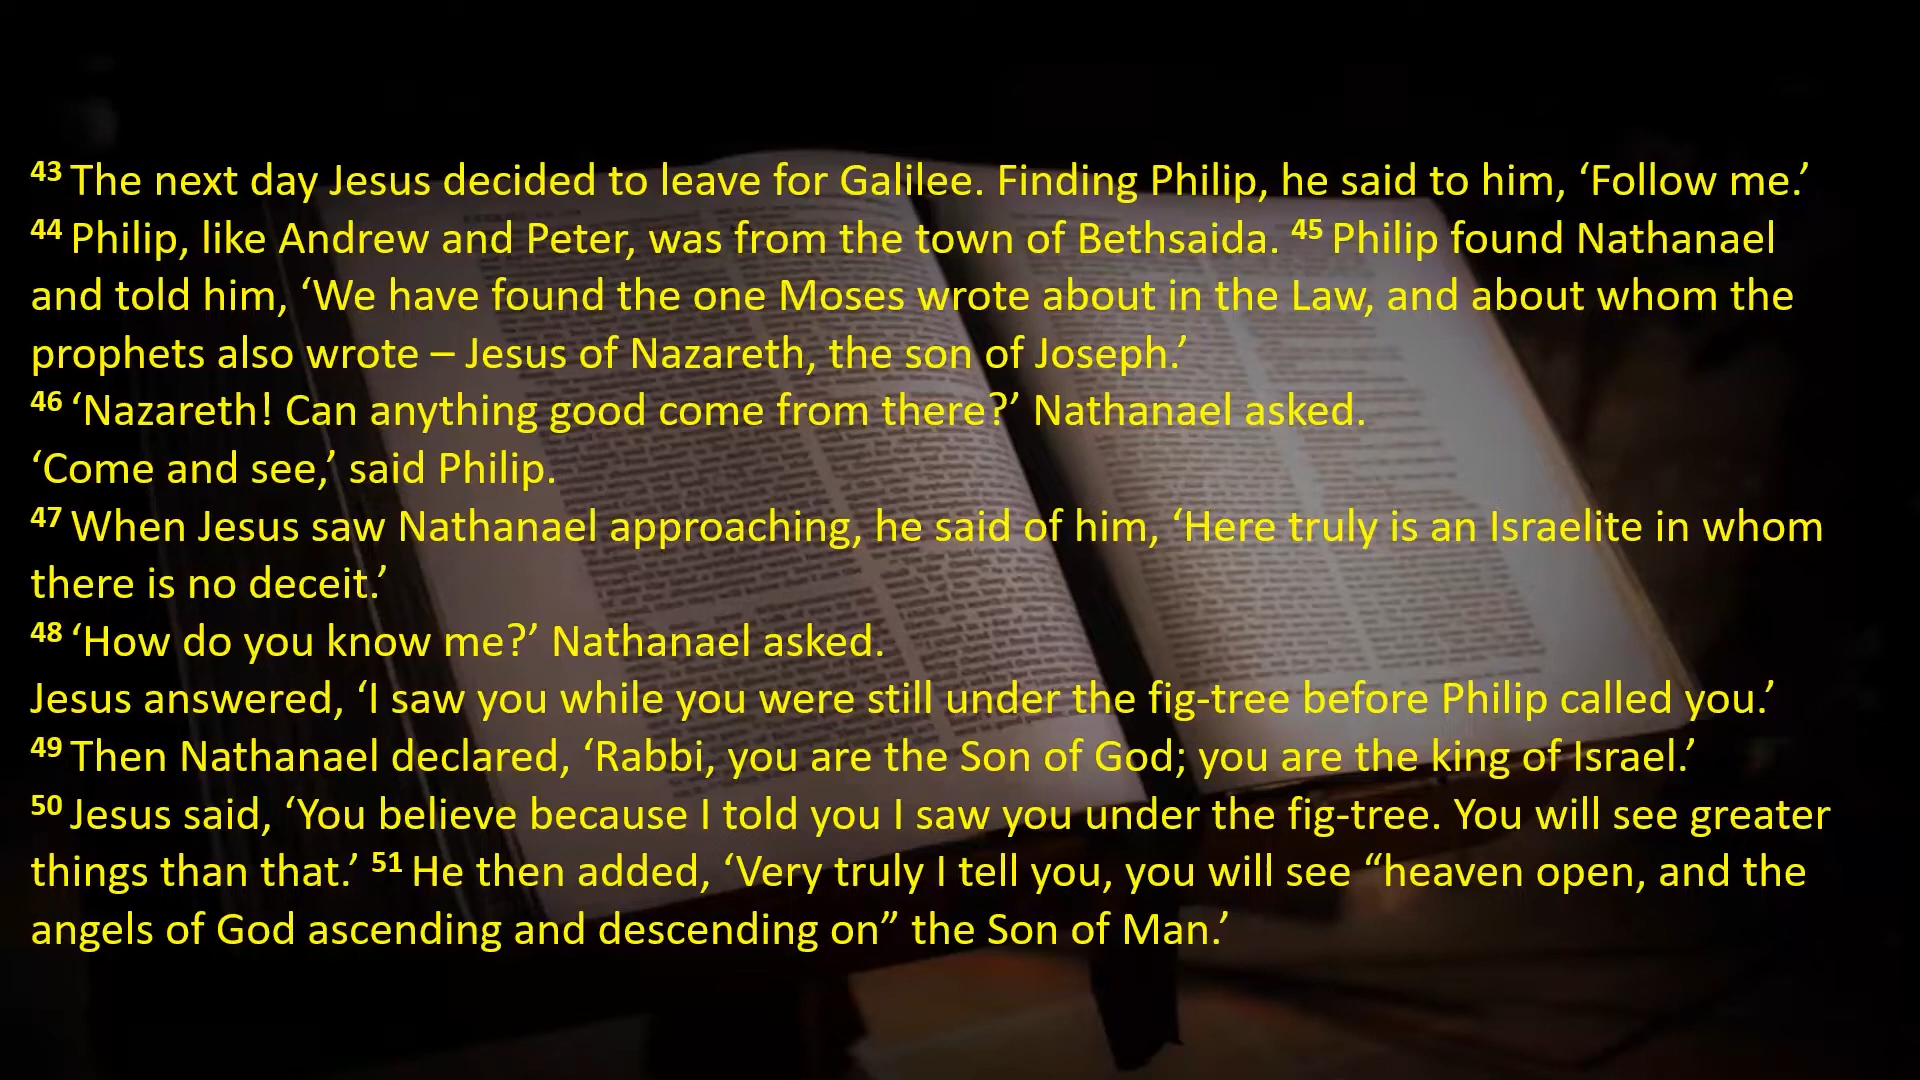 43 The next day Jesus decided to leave for Galilee. Finding Philip, he said to him, ‘Follow me.’
44 Philip, like Andrew and Peter, was from the town of Bethsaida. 45 Philip found Nathanael
and told him, ‘We have found the one Moses wrote about in the Law, and about whom the
prophets also wrote – Jesus of Nazareth, the son of Joseph.’
46 ‘Nazareth! Can anything good come from there?’ Nathanael asked.
‘Come and see,’ said Philip.
47 When Jesus saw Nathanael approaching, he said of him, ‘Here truly is an Israelite in whom
there is no deceit.’
48 ‘How do you know me?’ Nathanael asked.
Jesus answered, ‘I saw you while you were still under the fig-tree before Philip called you.’
49 Then Nathanael declared, ‘Rabbi, you are the Son of God; you are the king of Israel.’
50 Jesus said, ‘You believe because I told you I saw you under the fig-tree. You will see greater
things than that.’ 51 He then added, ‘Very truly I tell you, you will see “heaven open, and the
angels of God ascending and descending on” the Son of Man.’